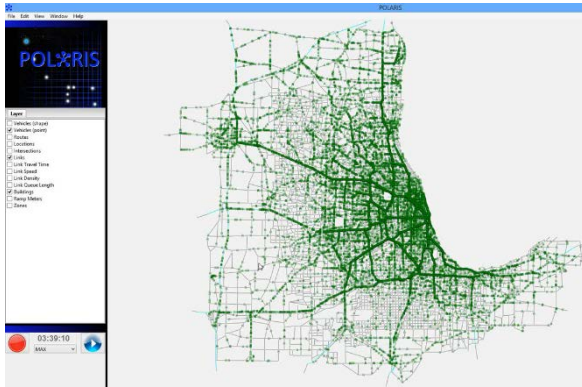 POLARIS
File Edit View Window Help
POLARIS
Layer
Vehicles (shape)
Vehicles (point)
Routes
Locations
Intersections
Links
Link Travel Time
Link Speed
Link Density
Link Queue Length
Buildings
Ramp Meters
Zones
03:39:10
MAX